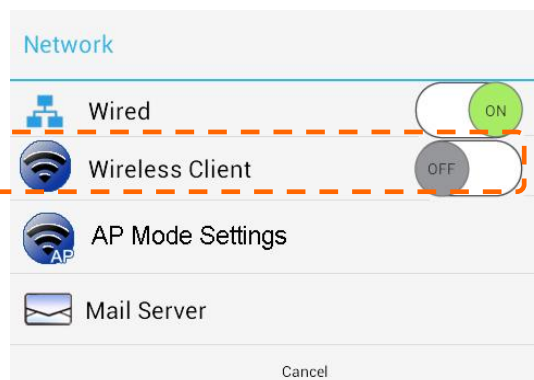 Network
Wired ON
Wireless Client OFF
AP Mode Settings
AP
Mail Server
Cancel